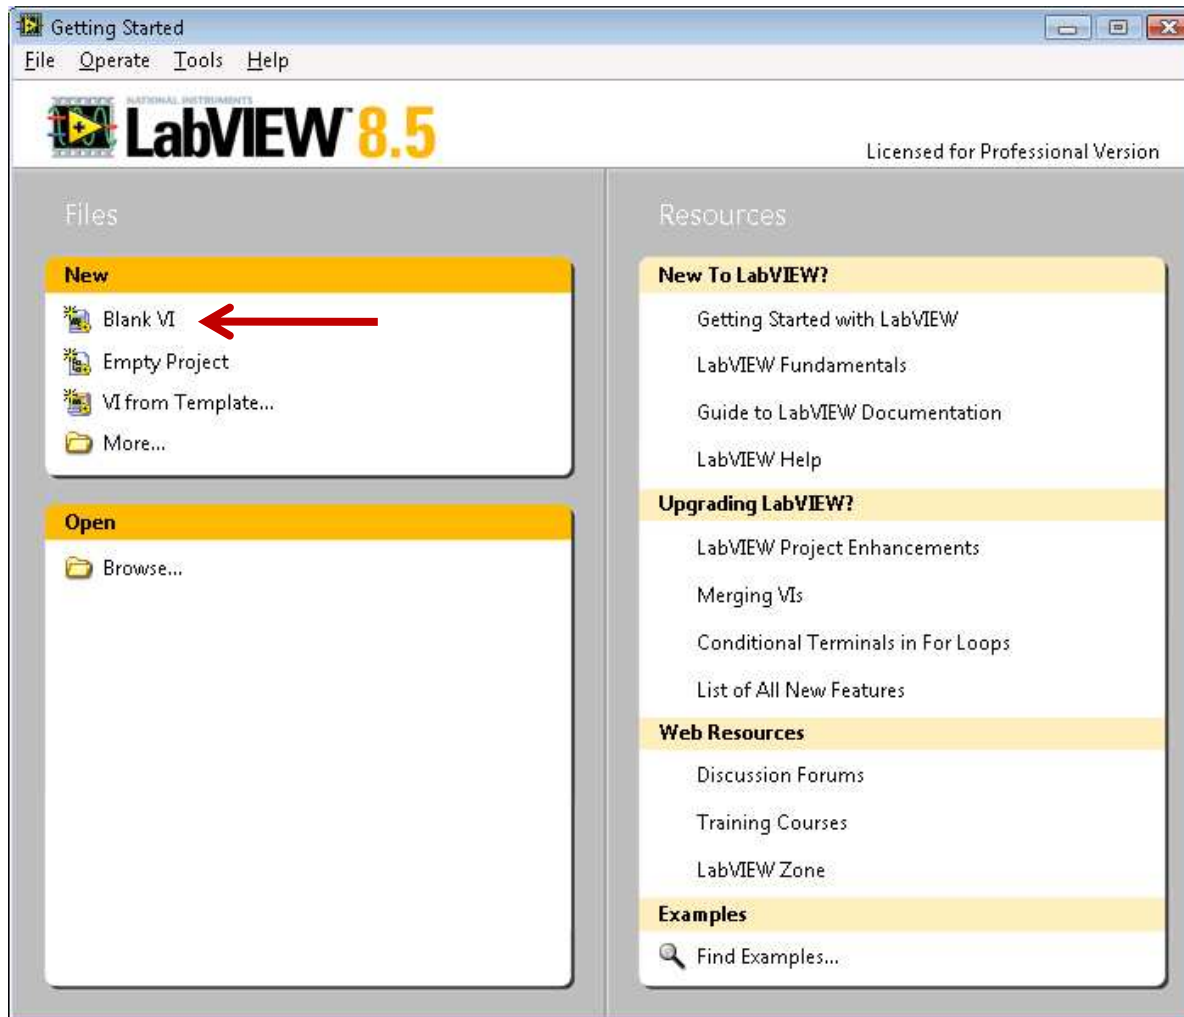 Getting Started
File Operate Tools Help
NATIONAL INSTRUMENTS
LabVIEW™ 8.5
Licensed for Professional Version
Files
New
Blank VI
Empty Project
VI from Template...
More...
Open
Browse...
Resources
New To LabVIEW?
Getting Started with LabVIEW
LabVIEW Fundamentals
Guide to LabVIEW Documentation
LabVIEW Help
Upgrading LabVIEW?
LabVIEW Project Enhancements
Merging VIs
Conditional Terminals in For Loops
List of All New Features
Web Resources
Discussion Forums
Training Courses
LabVIEW Zone
Examples
Find Examples...